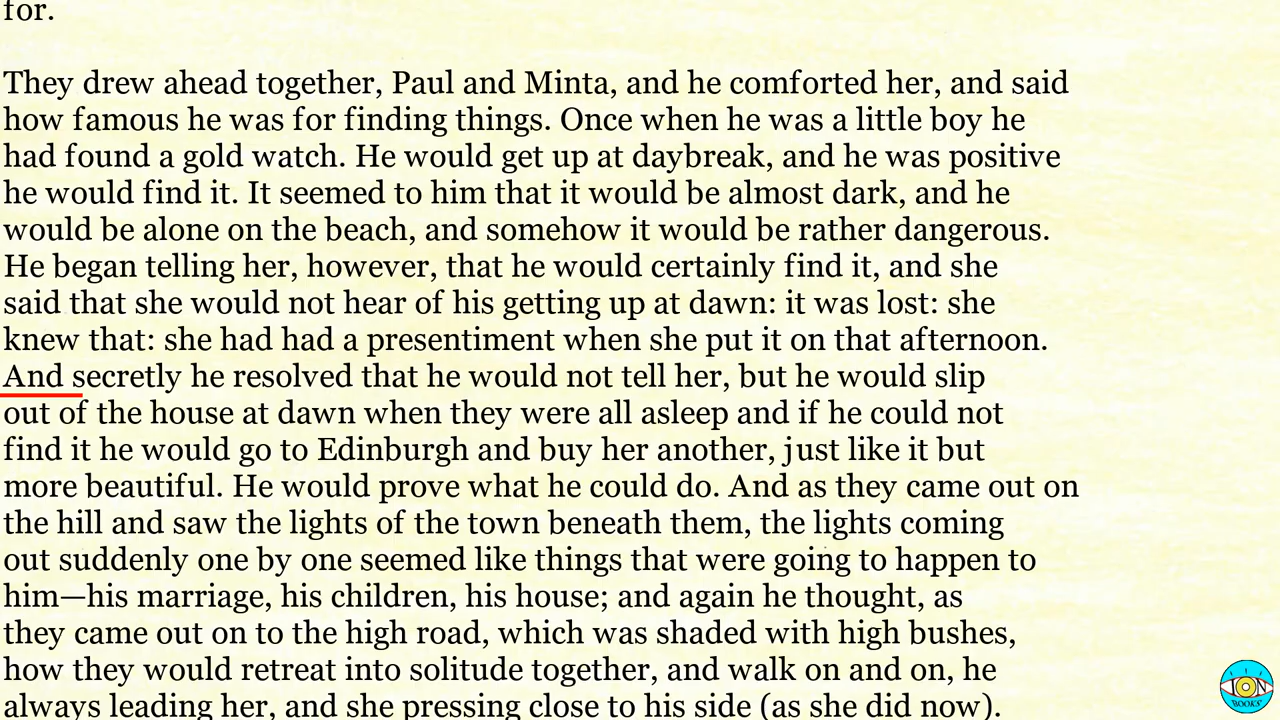 for.
They drew ahead together, Paul and Minta, and he comforted her, and said
how famous he was for finding things. Once when he was a little boy he
had found a gold watch. He would get up at daybreak, and he was positive
he would find it. It seemed to him that it would be almost dark, and he
would be alone on the beach, and somehow it would be rather dangerous.
He began telling her, however, that he would certainly find it, and she
said that she would not hear of his getting up at dawn: it was lost: she
knew that: she had had a presentiment when she put it on that afternoon.
And secretly he resolved that he would not tell her, but he would slip
out of the house at dawn when they were all asleep and if he could not
find it he would go to Edinburgh and buy her another, just like it but
more beautiful. He would prove what he could do. And as they came out on
the hill and saw the lights of the town beneath them, the lights coming
out suddenly one by one seemed like things that were going to happen to
him—his marriage, his children, his house; and again he thought, as
they came out on to the high road, which was shaded with high bushes,
how they would retreat into solitude together, and walk on and on, he
always leading her, and she pressing close to his side (as she did now).
ION
BOOKS